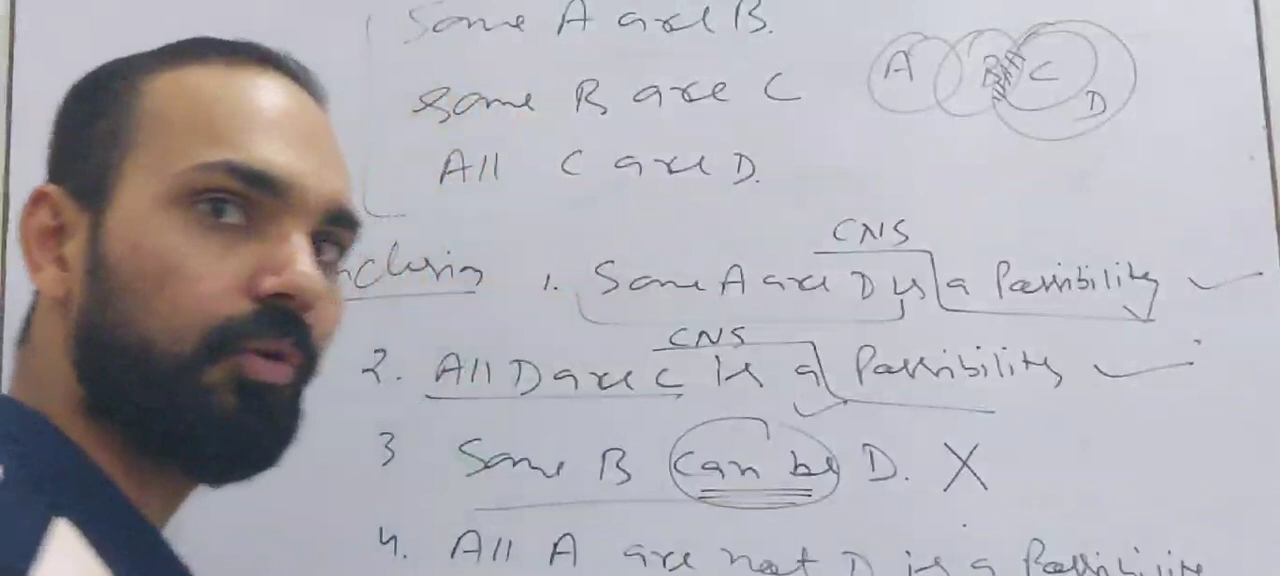 Some A are B.
Some B are C
All C are D.
A B C D
nclusion
CNS
1. Some A are D is a Possibility ✓
CNS
2. All D are C is a Possibility ✓
3 Some B can be D. X
4. All A are not D is a Possibility